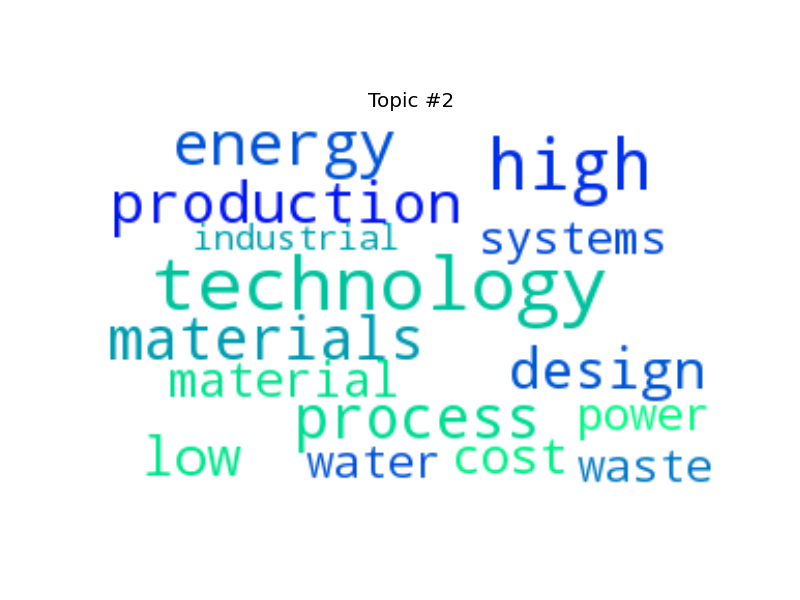 Topic #2
energy
high
production
industrial
systems
technology
materials
design
material
process
power
low
water
cost
waste